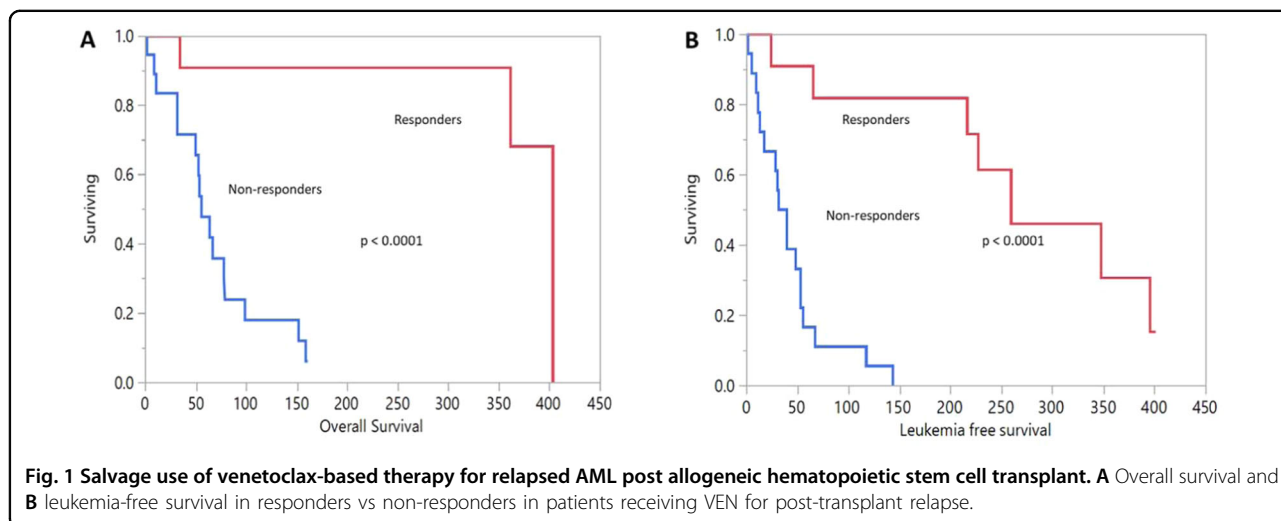 A
1.0
0.8
0.6
0.4
0.2
0.0
Surviving
Responders
Non-responders
p < 0.0001
0 50 100 150 200 250 300 350 400 450
Overall Survival
B
1.0
0.8
0.6
0.4
0.2
0.0
Surviving
Responders
Non-responders
p < 0.0001
0 50 100 150 200 250 300 350 400 450
Leukemia free survival
Fig. 1 Salvage use of venetoclax-based therapy for relapsed AML post allogeneic hematopoietic stem cell transplant. A Overall survival and
B leukemia-free survival in responders vs non-responders in patients receiving VEN for post-transplant relapse.